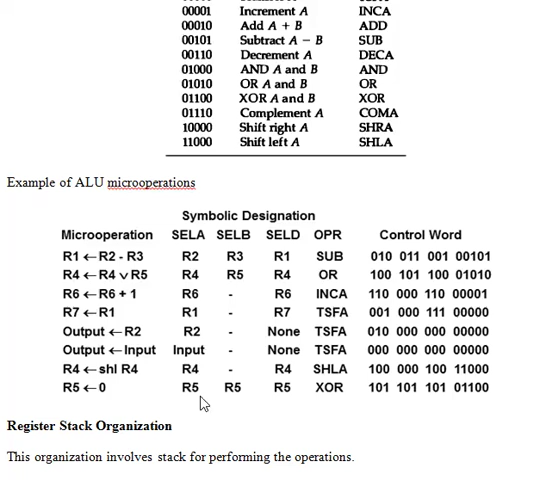 00001 Increment A INCA
00010 Add A + B ADD
00101 Subtract A − B SUB
00110 Decrement A DECA
01000 AND A and B AND
01010 OR A and B OR
01100 XOR A and B XOR
01110 Complement A COMA
10000 Shift right A SHRA
11000 Shift left A SHLA
Example of ALU microoperations
Symbolic Designation
Microoperation SELA SELB SELD OPR Control Word
R1 ← R2 - R3 R2 R3 R1 SUB 010 011 001 00101
R4 ← R4 ∨ R5 R4 R5 R4 OR 100 101 100 01010
R6 ← R6 + 1 R6 - R6 INCA 110 000 110 00001
R7 ← R1 R1 - R7 TSFA 001 000 111 00000
Output ← R2 R2 - None TSFA 010 000 000 00000
Output ← Input Input - None TSFA 000 000 000 00000
R4 ← shl R4 R4 - R4 SHLA 100 000 100 11000
R5 ← 0 R5 R5 R5 XOR 101 101 101 01100
Register Stack Organization
This organization involves stack for performing the operations.